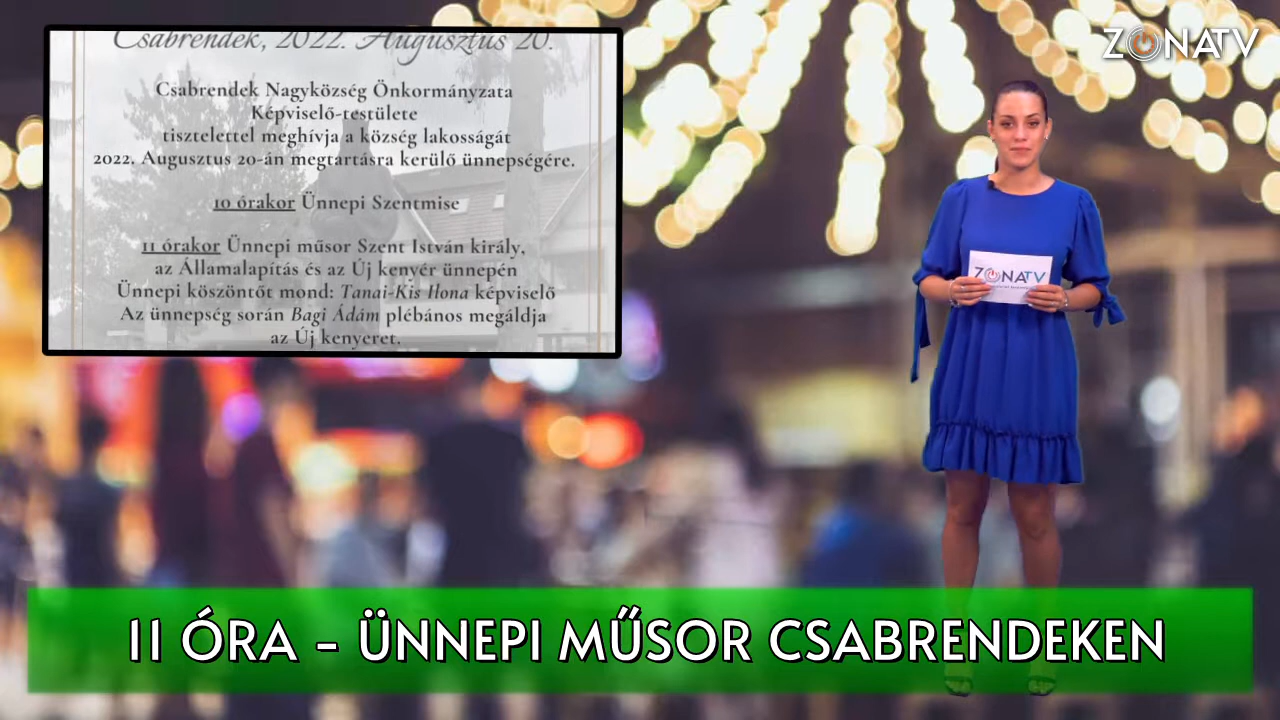 Csabrendek, 2022. Augusztus 20.
Csabrendek Nagyközség Önkormányzata
Képviselő-testülete
tisztelettel meghívja a község lakosságát
2022. Augusztus 20-án megtartásra kerülő ünnepségére.
10 órakor Ünnepi Szentmise
11 órakor Ünnepi műsor Szent István király,
az Államalapítás és az Új kenyér ünnepén
Ünnepi köszöntőt mond: Tanai-Kis Ilona képviselő
Az ünnepség során Bagi Ádám plébános megáldja
az Új kenyeret.
ZONATV
ZONATV
11 ÓRA - ÜNNEPI MŰSOR CSABRENDEKEN